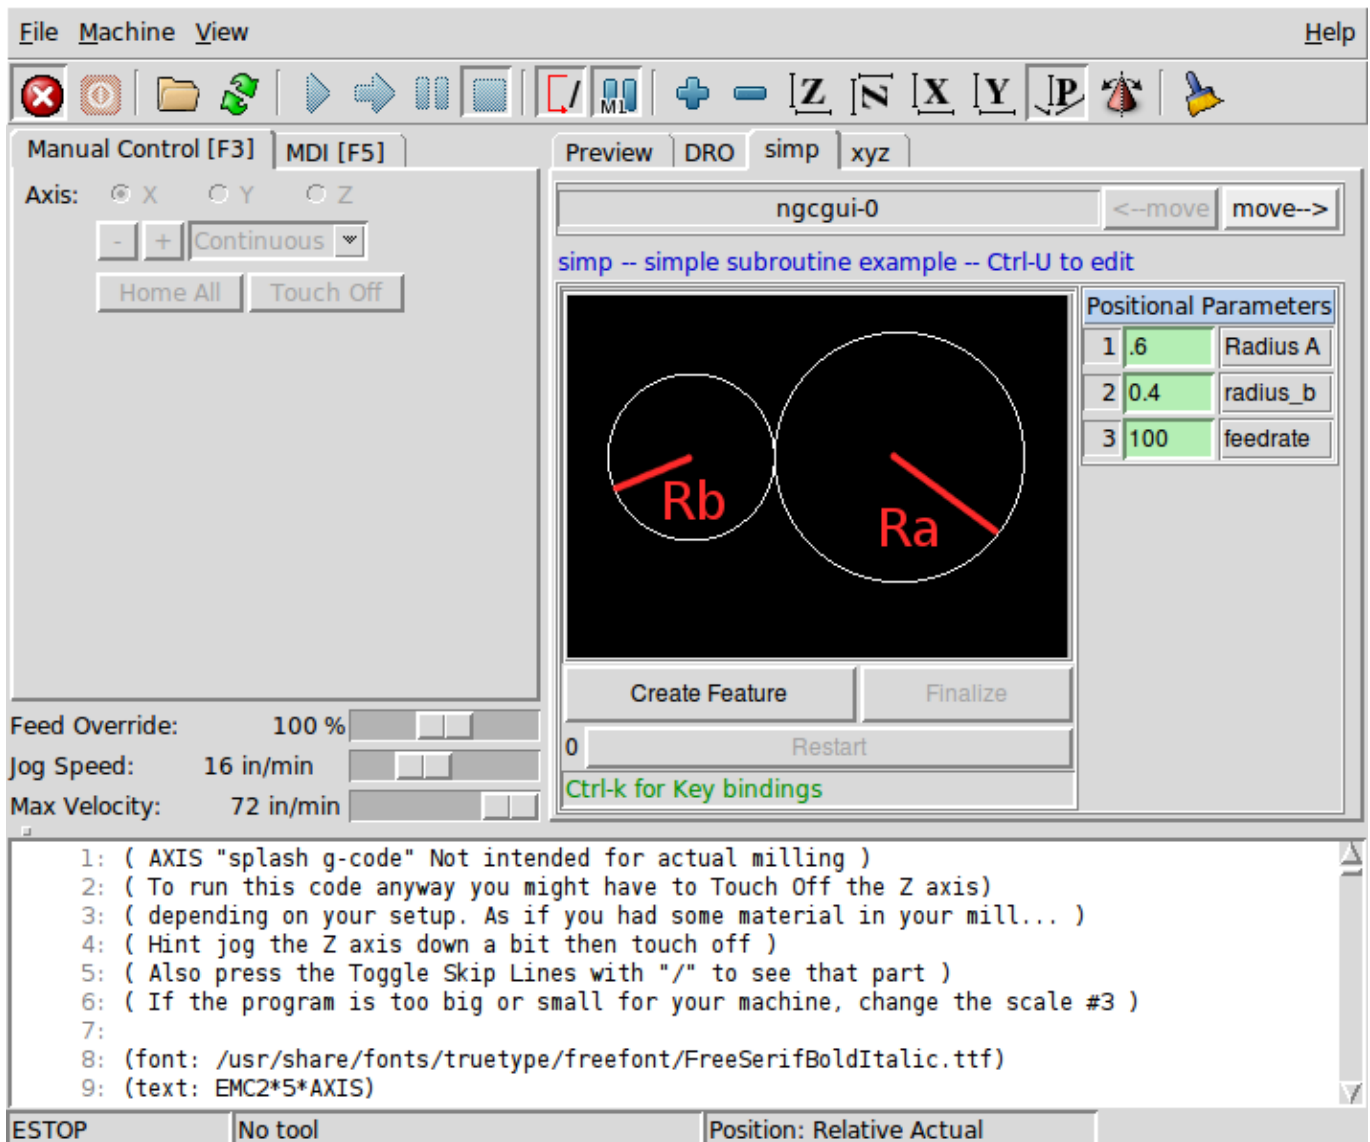 File Machine View Help
M1 Z N X Y P
Manual Control [F3] MDI [F5] Preview DRO simp xyz
Axis: X Y Z
- + Continuous
Home All Touch Off
ngcgui-0 <--move move-->
simp -- simple subroutine example -- Ctrl-U to edit
Rb
Ra
Positional Parameters
1 .6 Radius A
2 0.4 radius_b
3 100 feedrate
Create Feature Finalize
0 Restart
Ctrl-k for Key bindings
Feed Override: 100 %
Jog Speed: 16 in/min
Max Velocity: 72 in/min
1: ( AXIS "splash g-code" Not intended for actual milling )
2: ( To run this code anyway you might have to Touch Off the Z axis)
3: ( depending on your setup. As if you had some material in your mill... )
4: ( Hint jog the Z axis down a bit then touch off )
5: ( Also press the Toggle Skip Lines with "/" to see that part )
6: ( If the program is too big or small for your machine, change the scale #3 )
7:
8: (font: /usr/share/fonts/truetype/freefont/FreeSerifBoldItalic.ttf)
9: (text: EMC2*5*AXIS)
ESTOP No tool Position: Relative Actual